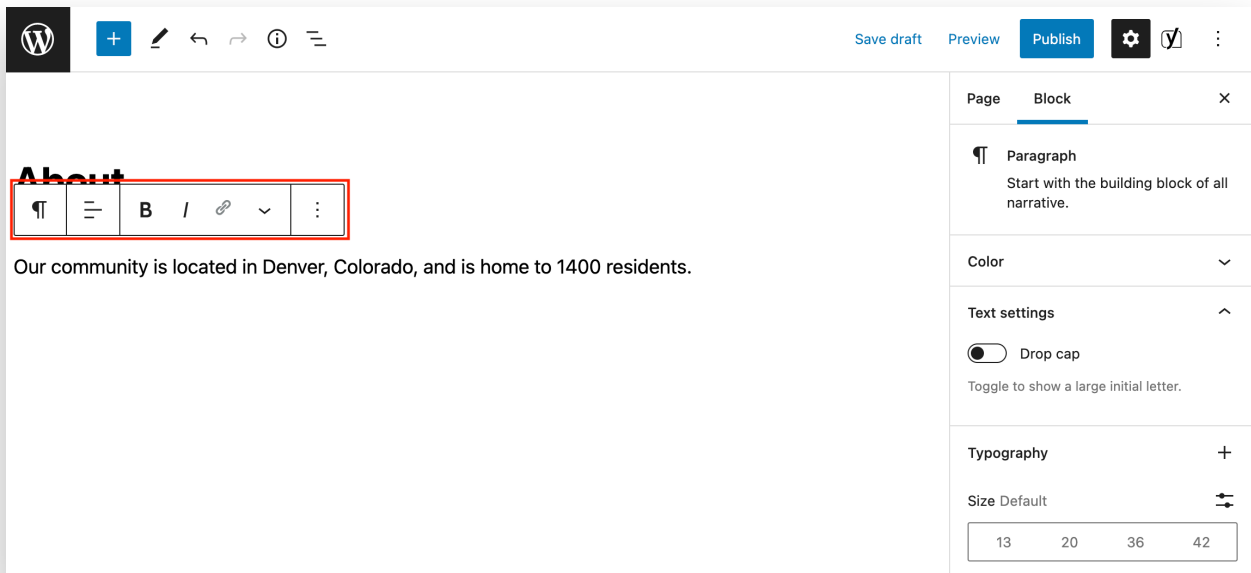 Save draft Preview Publish
Page Block
About
Paragraph
Start with the building block of all
narrative.
B I
Our community is located in Denver, Colorado, and is home to 1400 residents.
Color
Text settings
Drop cap
Toggle to show a large initial letter.
Typography
Size Default
13 20 36 42